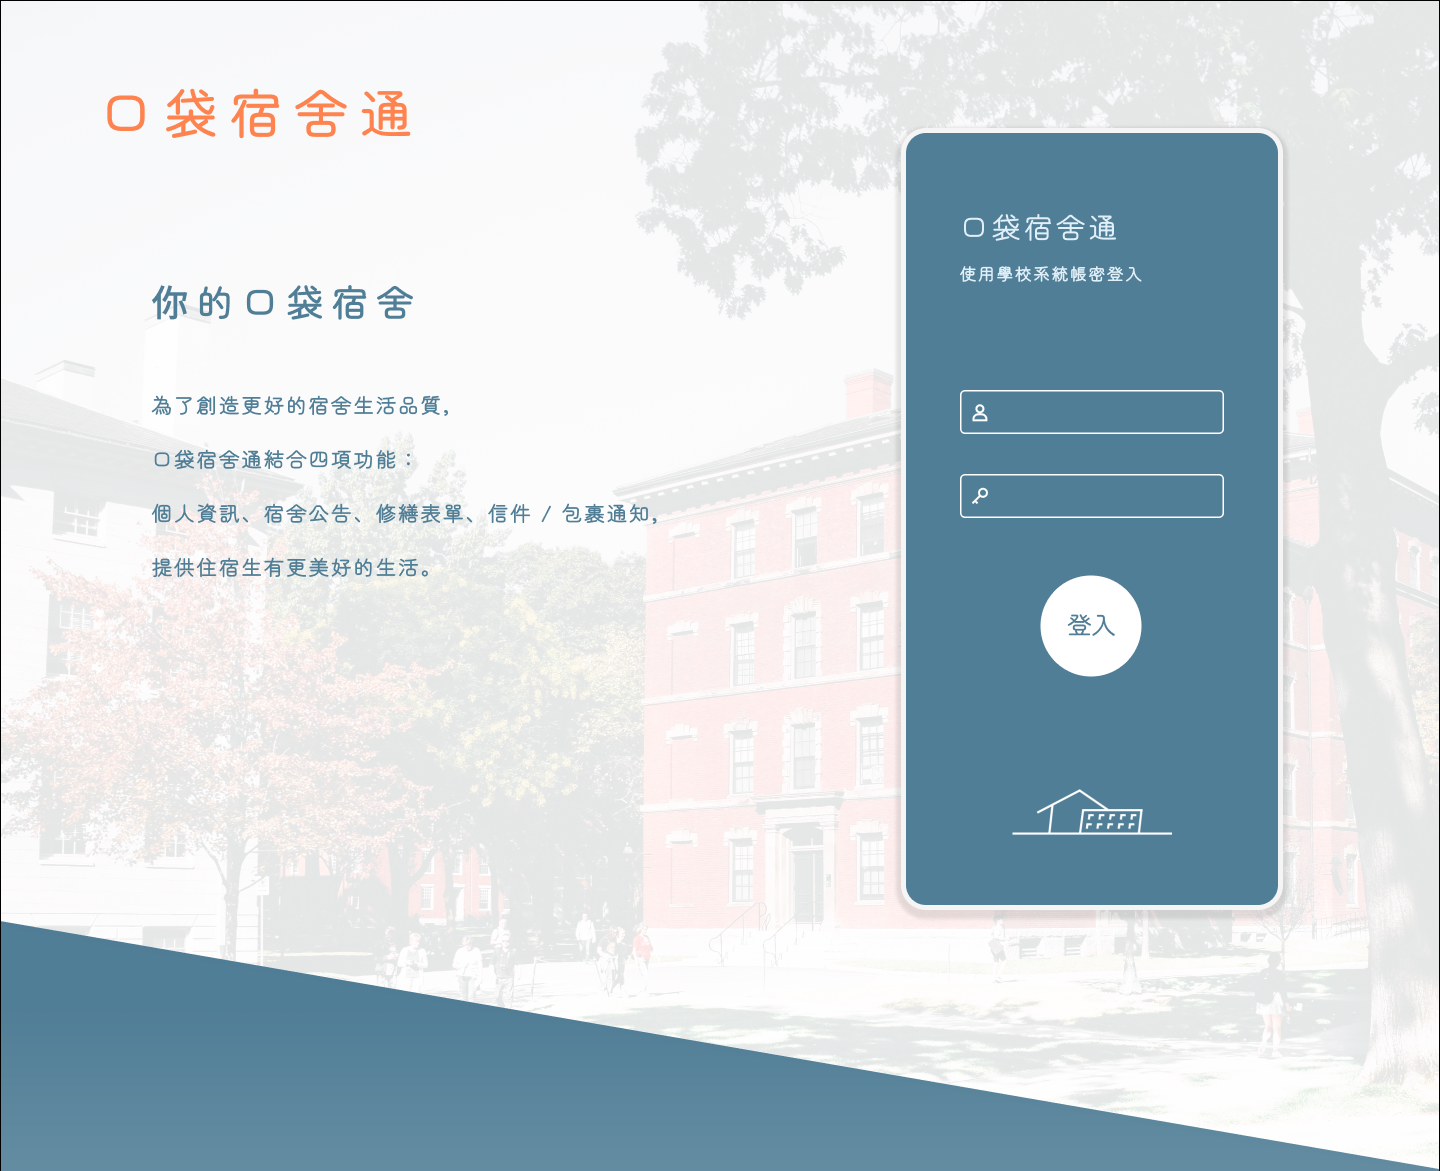 口袋宿舍通
你的口袋宿舍
為了創造更好的宿舍生活品質，
口袋宿舍通結合四項功能：
個人資訊、宿舍公告、修繕表單、信件 / 包裹通知，
提供住宿生有更美好的生活。
口袋宿舍通
使用學校系統帳密登入
登入